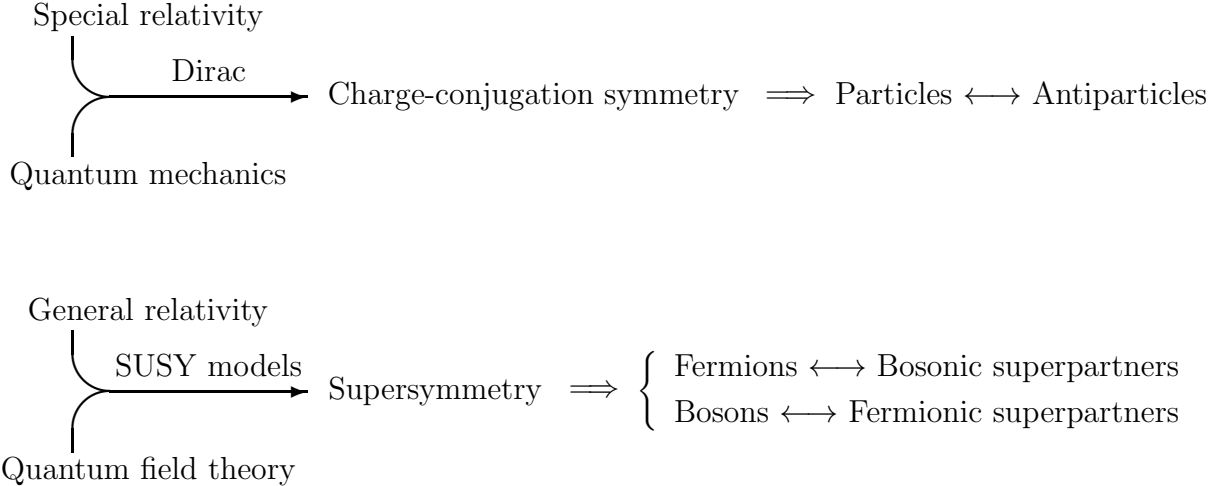 Special relativity
Dirac
Charge-conjugation symmetry ⟹ Particles ⟷ Antiparticles
Quantum mechanics
General relativity
SUSY models
Supersymmetry ⟹ {
Fermions ⟷ Bosonic superpartners
Bosons ⟷ Fermionic superpartners
Quantum field theory